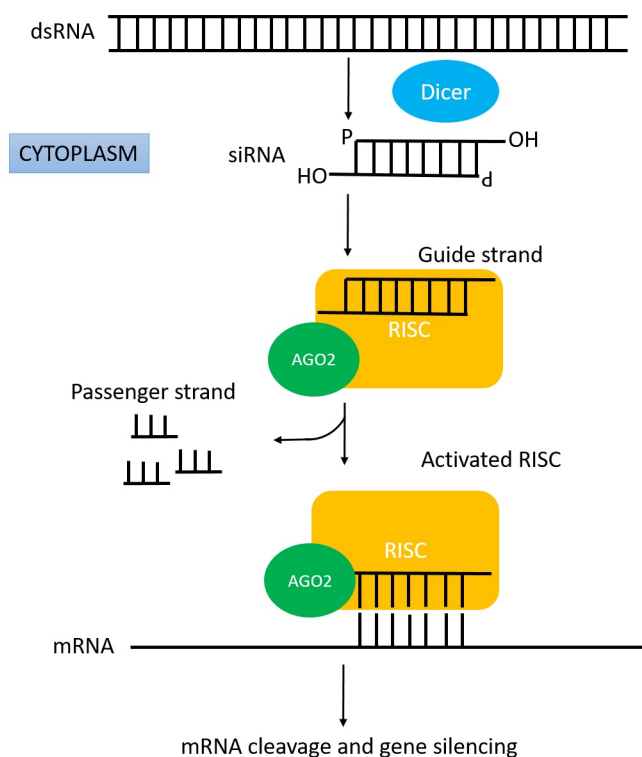 dsRNA
Dicer
CYTOPLASM
siRNA
P
OH
HO
P
Guide strand
RISC
AGO2
Passenger strand
Activated RISC
RISC
AGO2
mRNA
mRNA cleavage and gene silencing